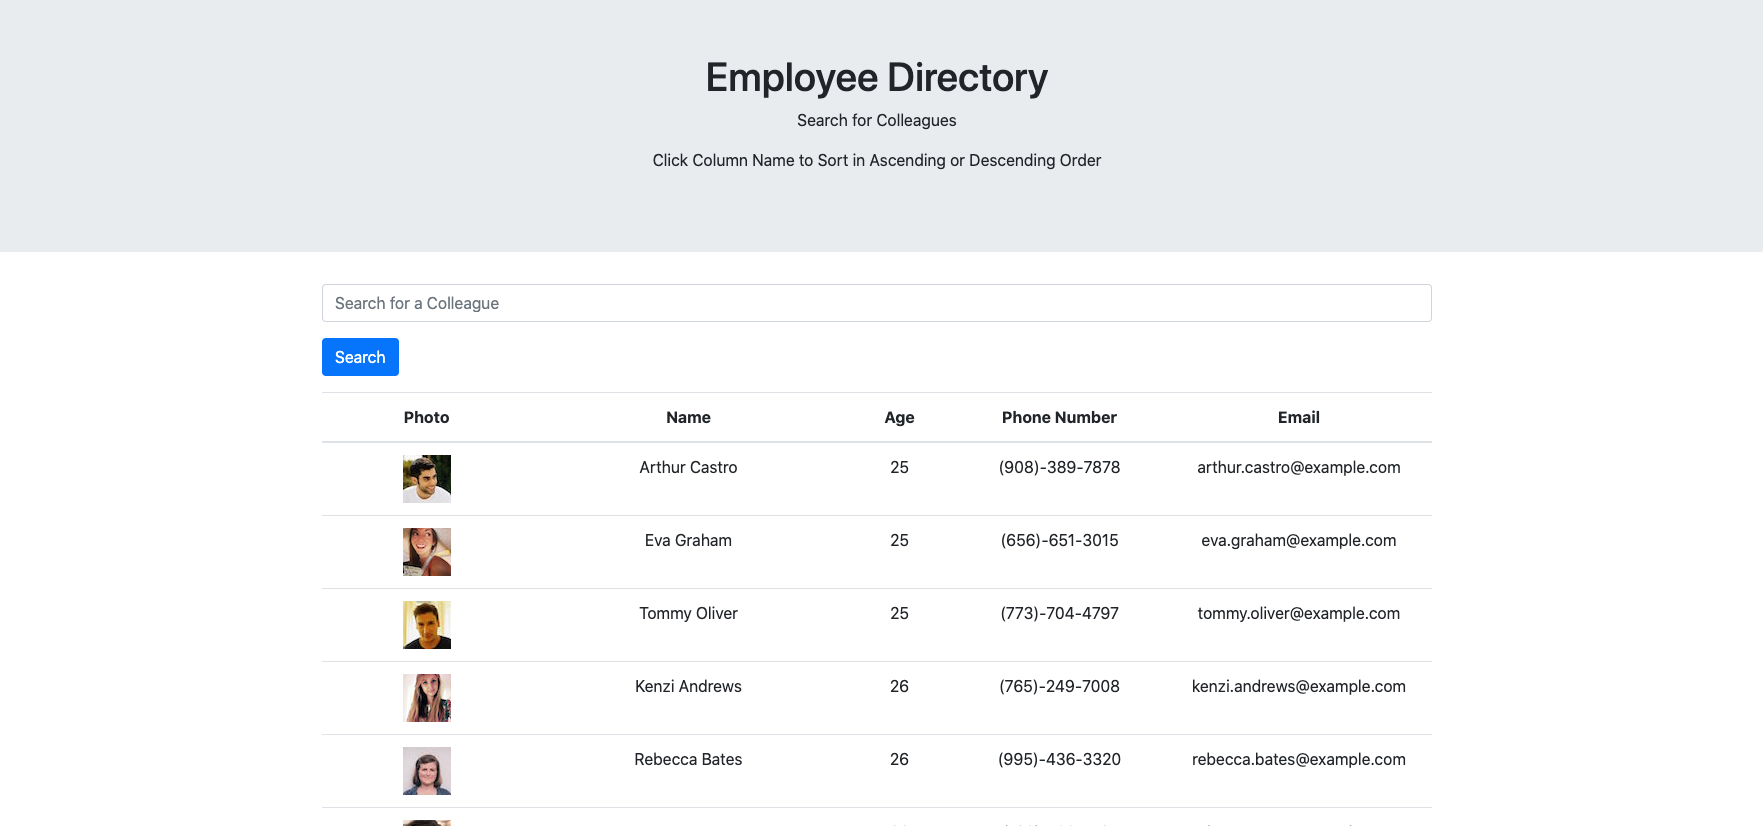 Employee Directory
Search for Colleagues
Click Column Name to Sort in Ascending or Descending Order
Search for a Colleague
Search
Photo Name Age Phone Number Email
Arthur Castro 25 (908)-389-7878 arthur.castro@example.com
Eva Graham 25 (656)-651-3015 eva.graham@example.com
Tommy Oliver 25 (773)-704-4797 tommy.oliver@example.com
Kenzi Andrews 26 (765)-249-7008 kenzi.andrews@example.com
Rebecca Bates 26 (995)-436-3320 rebecca.bates@example.com